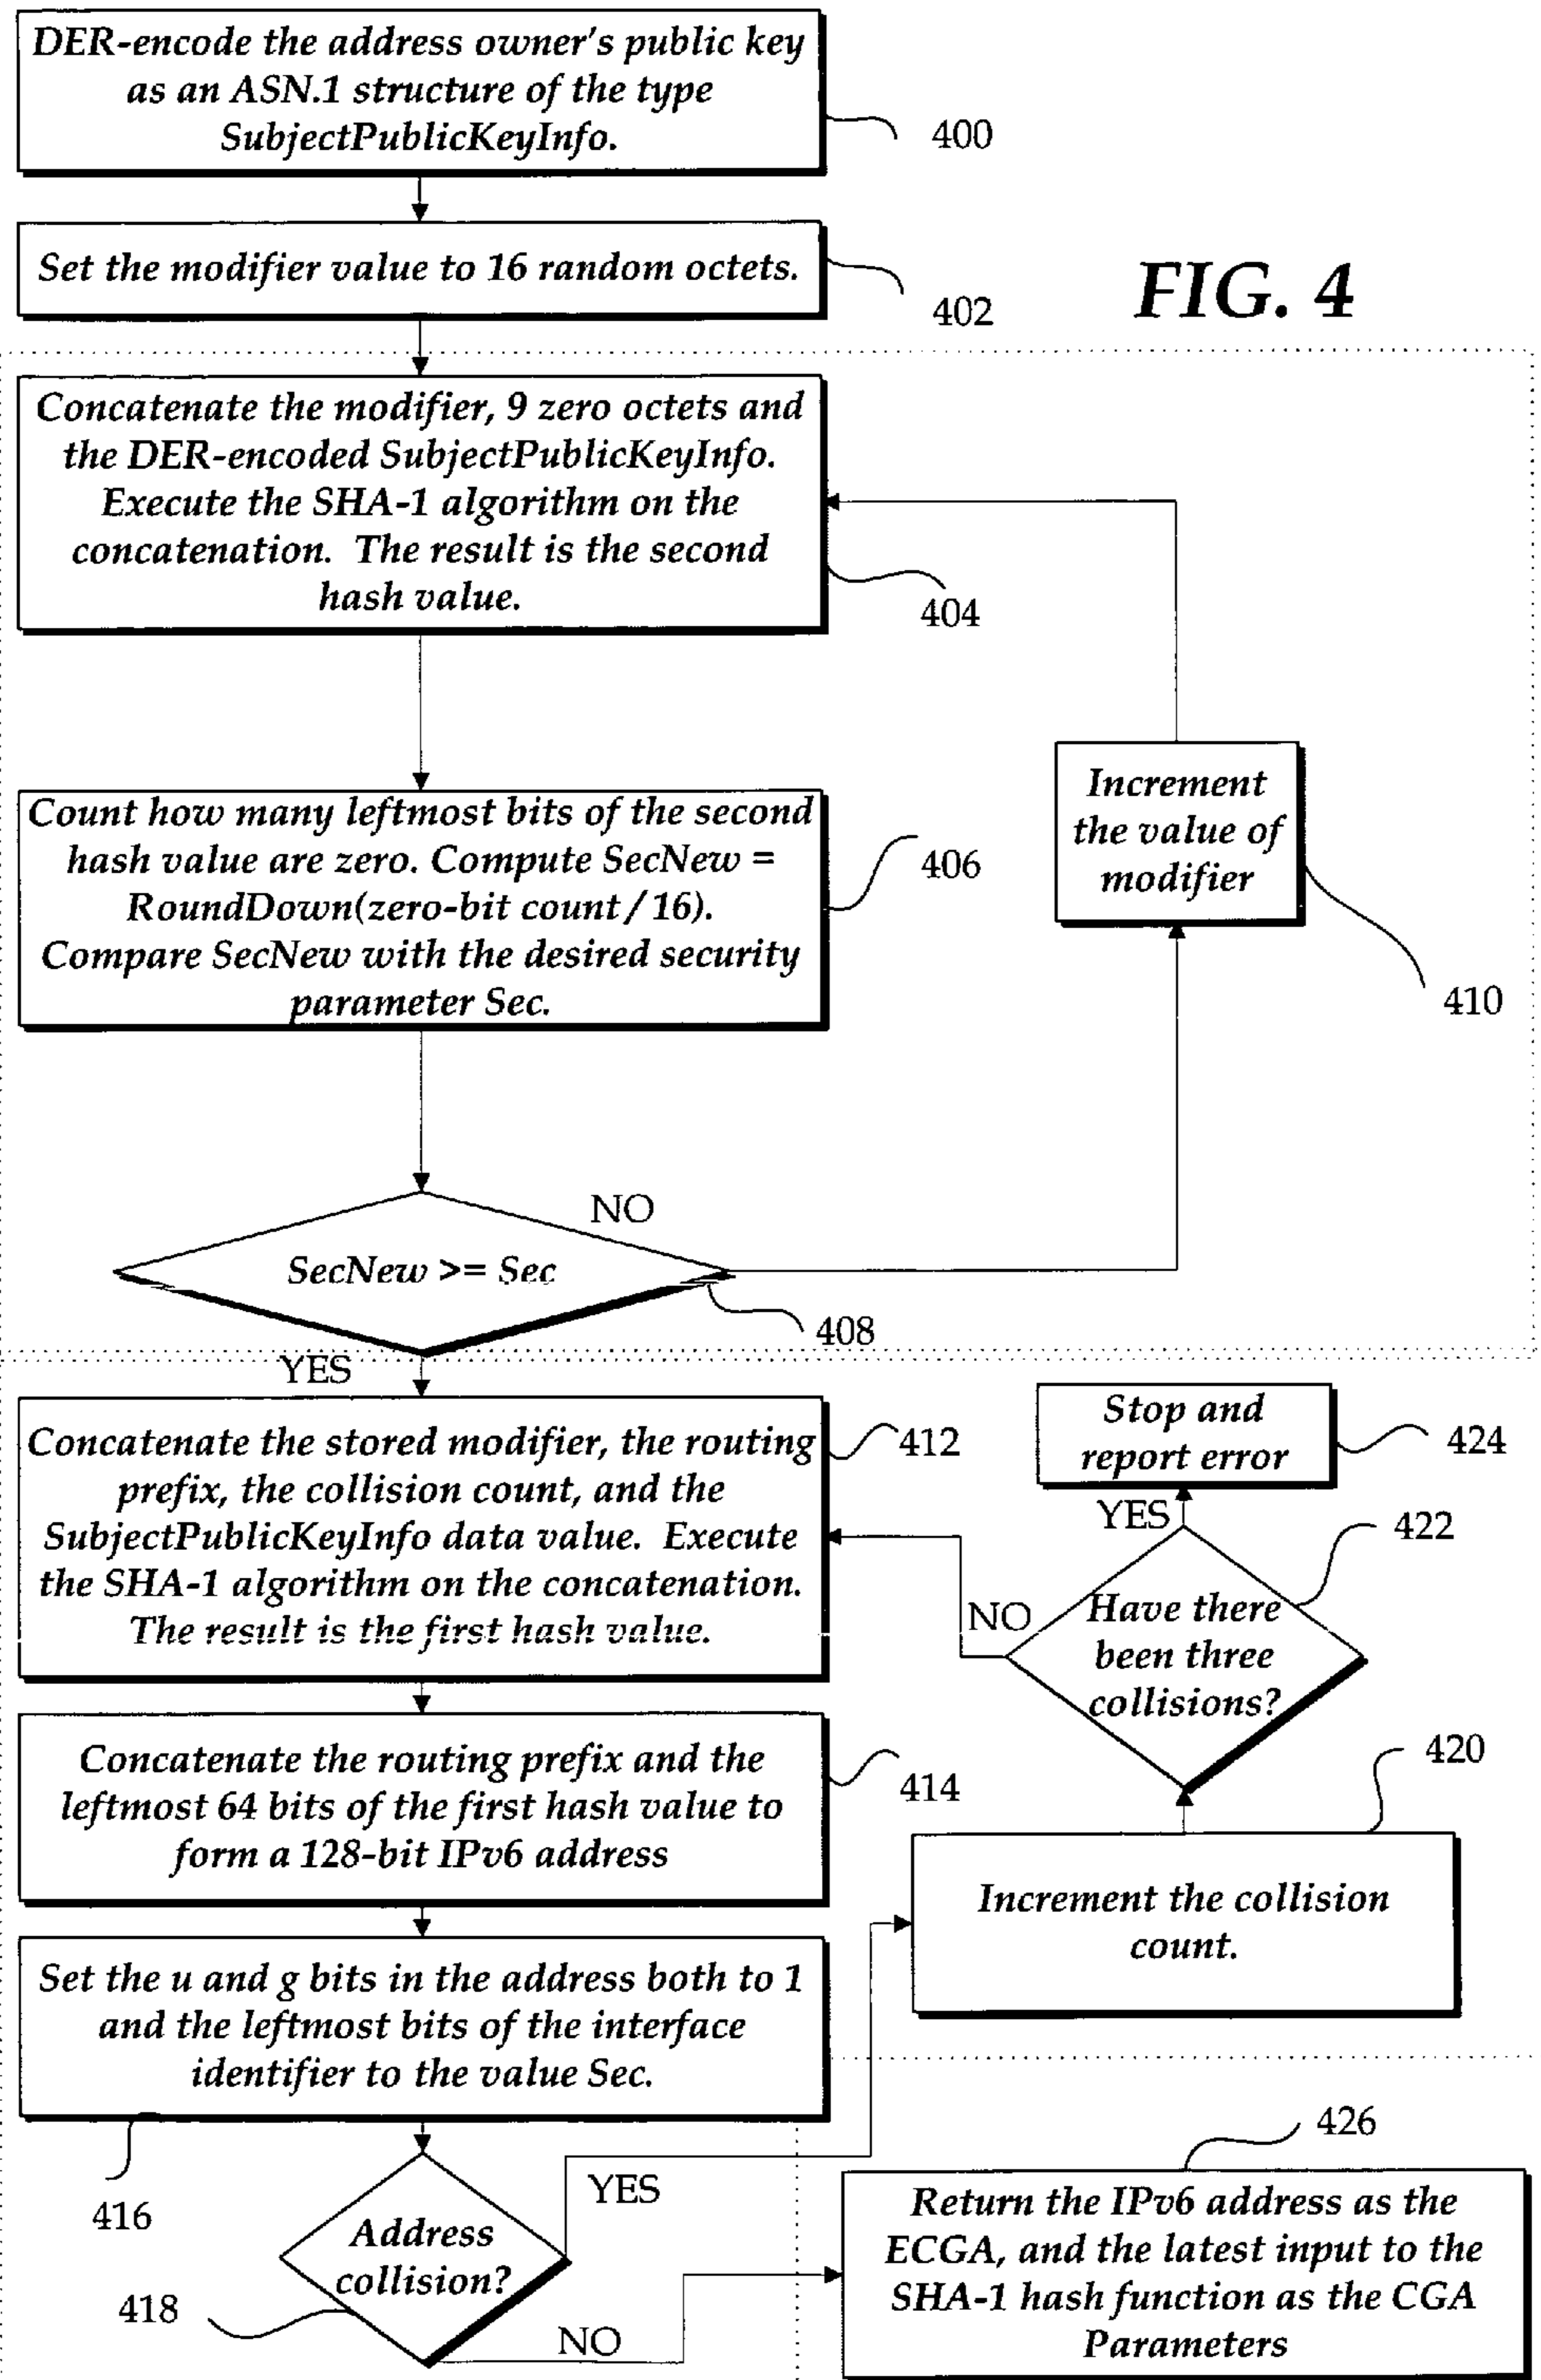 DER-encode the address owner's public key
as an ASN.1 structure of the type
SubjectPublicKeyInfo.
400
Set the modifier value to 16 random octets.
402
FIG. 4
Concatenate the modifier, 9 zero octets and
the DER-encoded SubjectPublicKeyInfo.
Execute the SHA-1 algorithm on the
concatenation. The result is the second
hash value.
404
Count how many leftmost bits of the second
hash value are zero. Compute SecNew =
RoundDown(zero-bit count/16).
Compare SecNew with the desired security
parameter Sec.
406
Increment
the value of
modifier
410
NO
SecNew >= Sec
408
YES
Concatenate the stored modifier, the routing
prefix, the collision count, and the
SubjectPublicKeyInfo data value. Execute
the SHA-1 algorithm on the concatenation.
The result is the first hash value.
412
Stop and
report error
424
YES
422
NO
Have there
been three
collisions?
Concatenate the routing prefix and the
leftmost 64 bits of the first hash value to
form a 128-bit IPv6 address
414
420
Increment the collision
count.
Set the u and g bits in the address both to 1
and the leftmost bits of the interface
identifier to the value Sec.
416
YES
Address
collision?
418
NO
426
Return the IPv6 address as the
ECGA, and the latest input to the
SHA-1 hash function as the CGA
Parameters